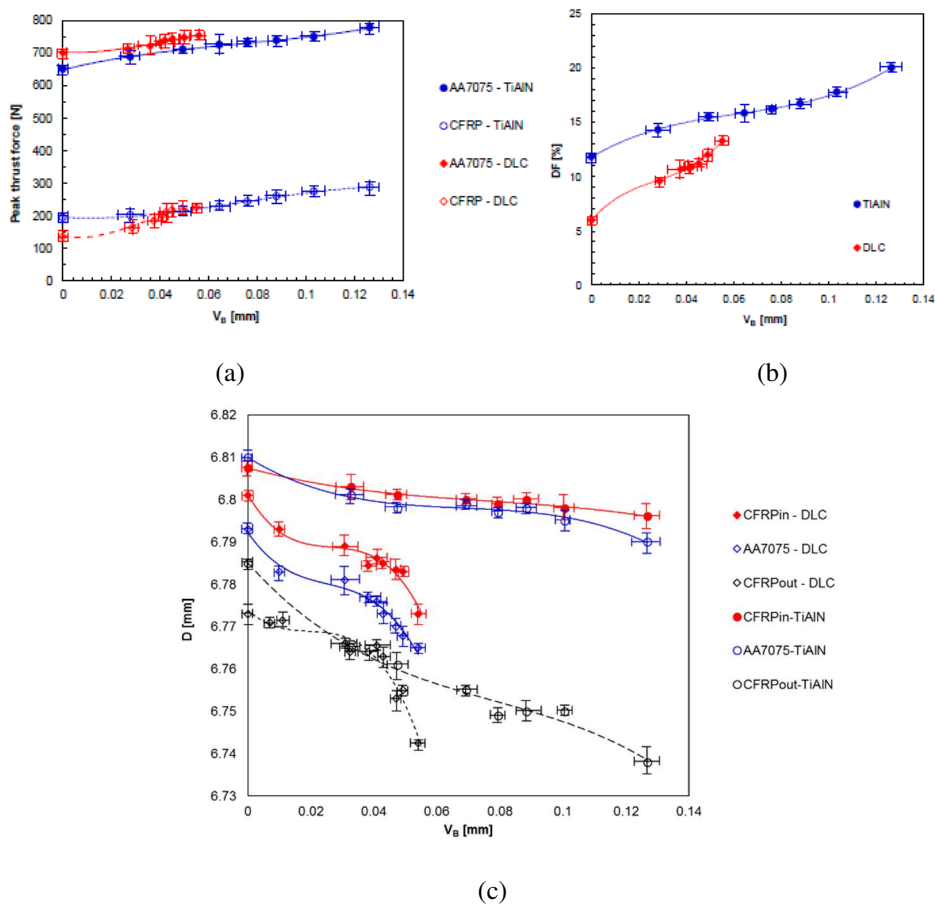 800
700
600
500
400
300
200
100
0
Peak thrust force [N]
0 0.02 0.04 0.06 0.08 0.1 0.12 0.14
V_B [mm]
AA7075 - TiAlN
CFRP - TiAlN
AA7075 - DLC
CFRP - DLC
(a)
25
20
15
10
5
0
DF [%]
0 0.02 0.04 0.06 0.08 0.1 0.12 0.14
V_B [mm]
TiAlN
DLC
(b)
6.82
6.81
6.8
6.79
6.78
6.77
6.76
6.75
6.74
6.73
D [mm]
0 0.02 0.04 0.06 0.08 0.1 0.12 0.14
V_B [mm]
CFRPin - DLC
AA7075 - DLC
CFRPout - DLC
CFRPin-TiAlN
AA7075-TiAlN
CFRPout-TiAlN
(c)